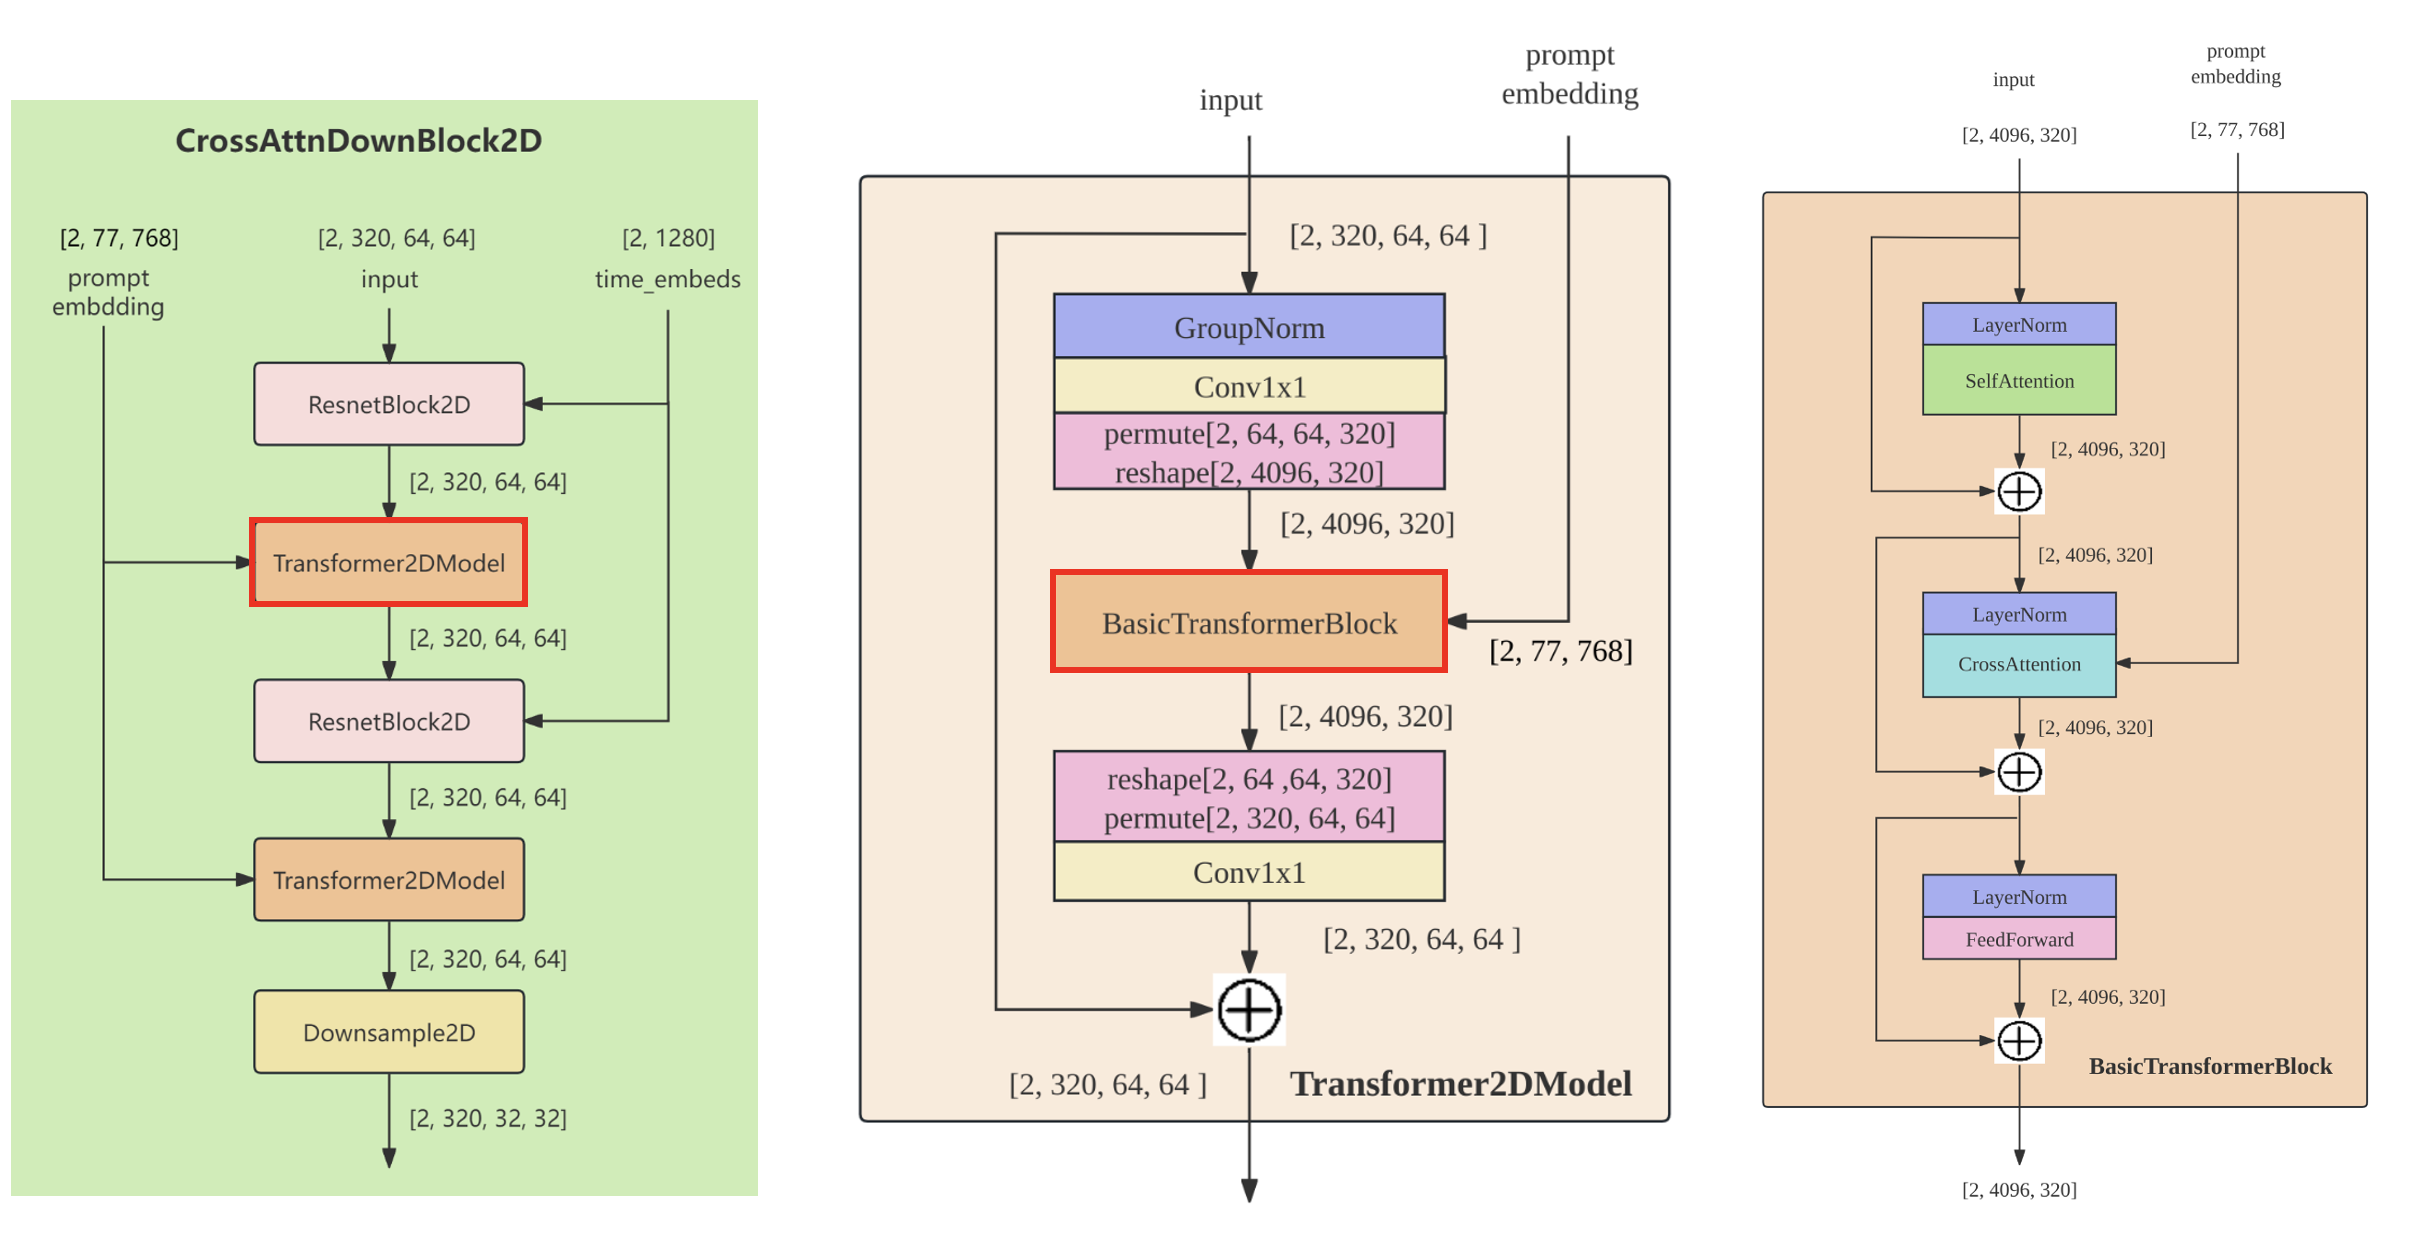 CrossAttnDownBlock2D
[2, 77, 768]
prompt
embdding
[2, 320, 64, 64]
input
[2, 1280]
time_embeds
ResnetBlock2D
[2, 320, 64, 64]
Transformer2DModel
[2, 320, 64, 64]
ResnetBlock2D
[2, 320, 64, 64]
Transformer2DModel
[2, 320, 64, 64]
Downsample2D
[2, 320, 32, 32]
input
prompt
embedding
[2, 320, 64, 64 ]
GroupNorm
Conv1x1
permute[2, 64, 64, 320]
reshape[2, 4096, 320]
[2, 4096, 320]
BasicTransformerBlock
[2, 77, 768]
[2, 4096, 320]
reshape[2, 64 ,64, 320]
permute[2, 320, 64, 64]
Conv1x1
[2, 320, 64, 64 ]
[2, 320, 64, 64 ]
Transformer2DModel
input
[2, 4096, 320]
prompt
embedding
[2, 77, 768]
LayerNorm
SelfAttention
[2, 4096, 320]
[2, 4096, 320]
LayerNorm
CrossAttention
[2, 4096, 320]
LayerNorm
FeedForward
[2, 4096, 320]
BasicTransformerBlock
[2, 4096, 320]